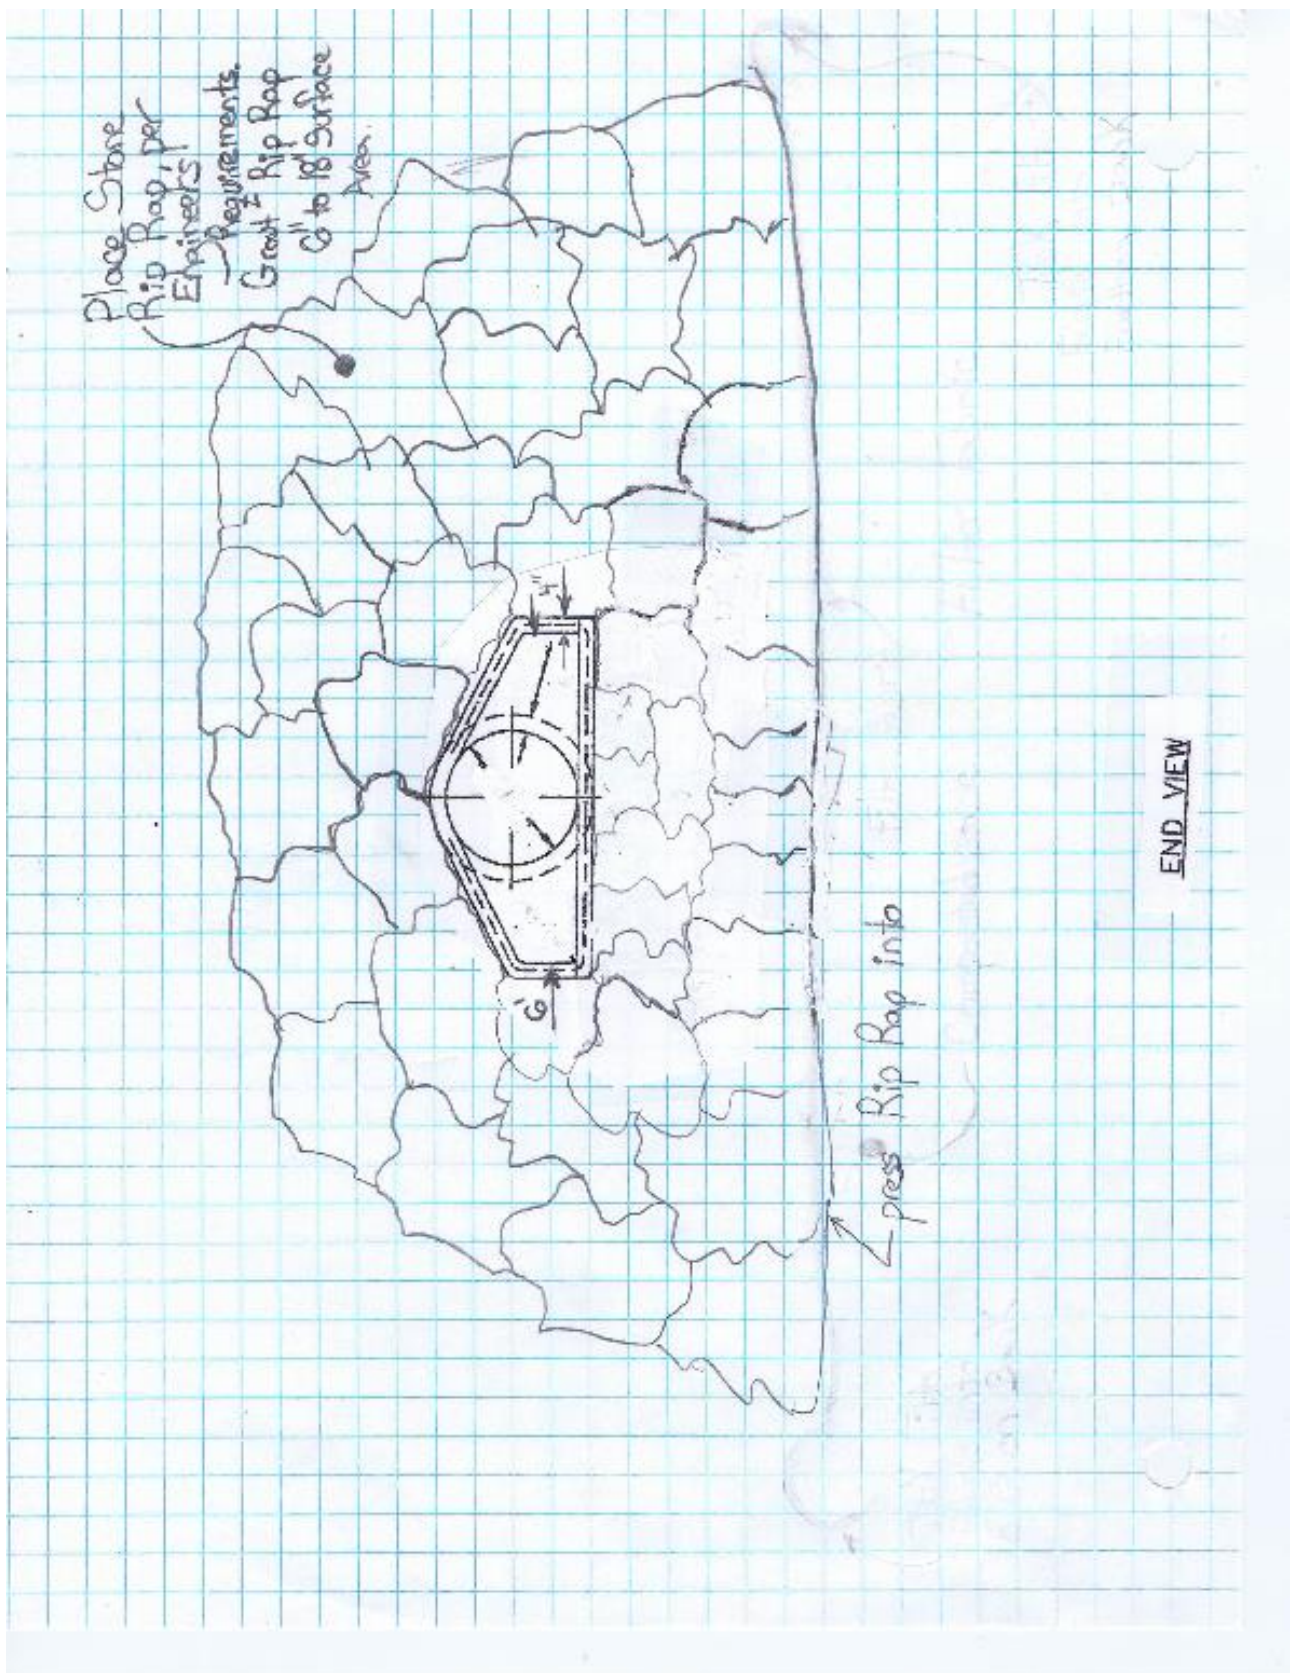 Place Stone
Rip Rap, per
Engineers
Requirements.
Grout Rip Rap
6" to 18" Surface
Area.
4"
6'
press Rip Rap into
END VIEW